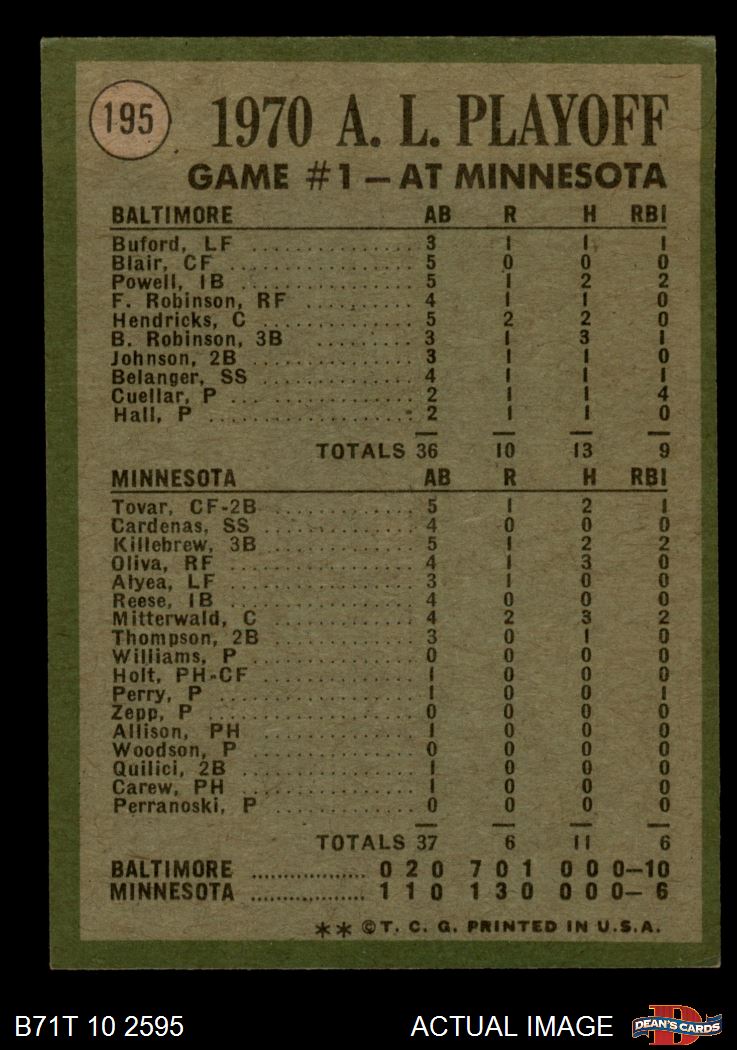 195
1970 A. L. PLAYOFF
GAME #1 – AT MINNESOTA
BALTIMORE AB R H RBI
Buford, LF .......... 3 1 1 1
Blair, CF .......... 5 0 0 0
Powell, 1B .......... 5 1 2 2
F. Robinson, RF .......... 4 1 1 0
Hendricks, C .......... 5 2 2 0
B. Robinson, 3B .......... 3 1 3 1
Johnson, 2B .......... 3 1 1 0
Belanger, SS .......... 4 1 1 1
Cuellar, P .......... 2 1 1 4
Hall, P .......... 2 1 1 0
TOTALS 36 10 13 9
MINNESOTA AB R H RBI
Tovar, CF-2B .......... 5 1 2 1
Cardenas, SS .......... 4 0 0 0
Killebrew, 3B .......... 5 1 2 2
Oliva, RF .......... 4 1 3 0
Alyea, LF .......... 3 1 0 0
Reese, 1B .......... 4 0 0 0
Mitterwald, C .......... 4 2 3 2
Thompson, 2B .......... 3 0 1 0
Williams, P .......... 0 0 0 0
Holt, PH-CF .......... 1 0 0 0
Perry, P .......... 1 0 0 1
Zepp, P .......... 0 0 0 0
Allison, PH .......... 1 0 0 0
Woodson, P .......... 0 0 0 0
Quilici, 2B .......... 1 0 0 0
Carew, PH .......... 1 0 0 0
Perranoski, P .......... 0 0 0 0
TOTALS 37 6 11 6
BALTIMORE .......... 0 2 0 7 0 1 0 0 0–10
MINNESOTA .......... 1 1 0 1 3 0 0 0 0– 6
** © T. C. G. PRINTED IN U.S.A.
B71T 10 2595 ACTUAL IMAGE D DEAN'S CARDS